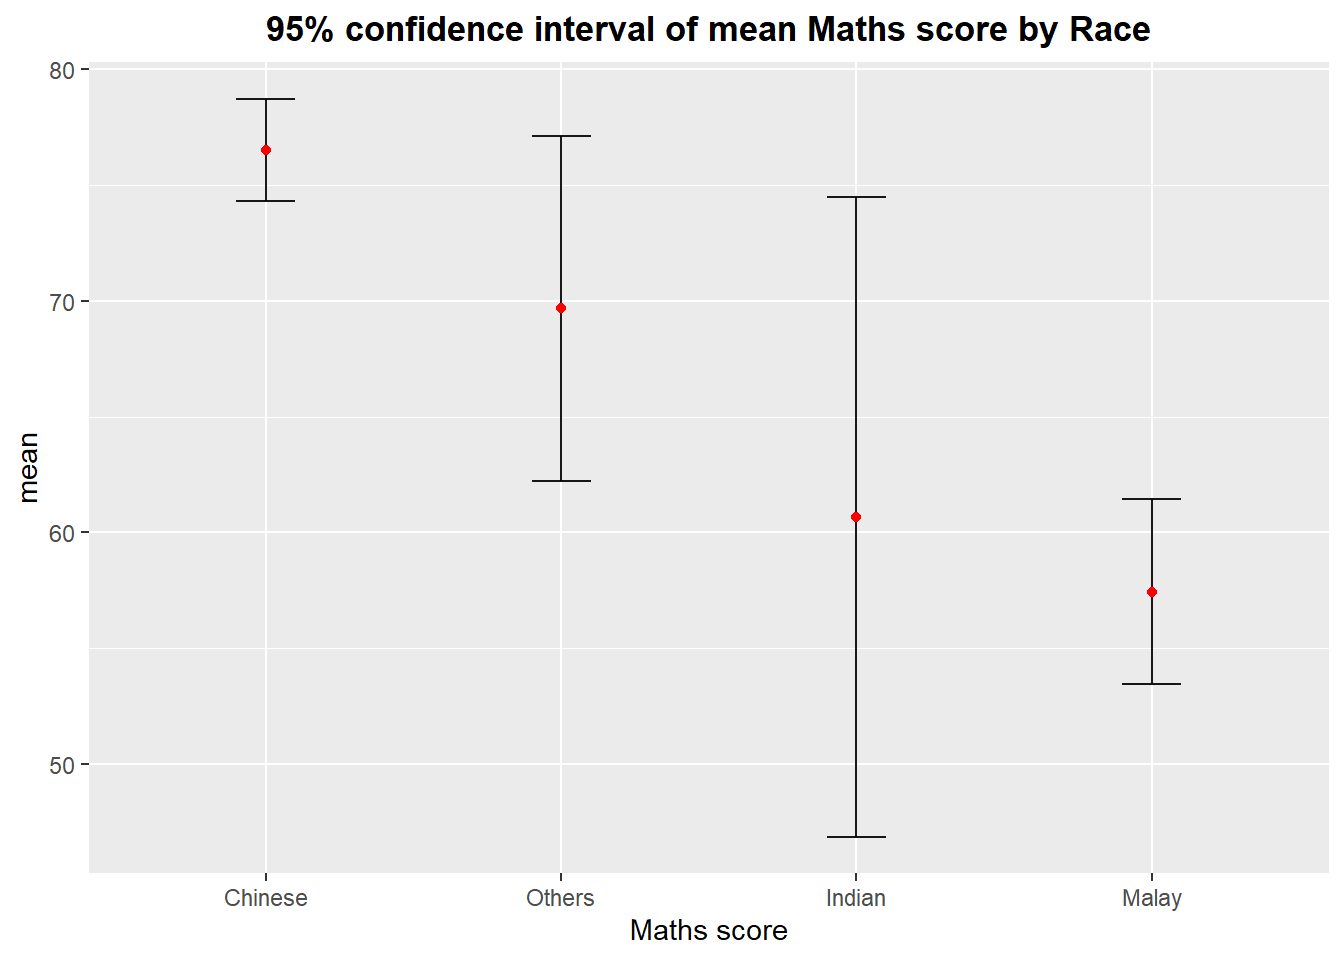 95% confidence interval of mean Maths score by Race
80
70
60
50
mean
Chinese Others Indian Malay
Maths score